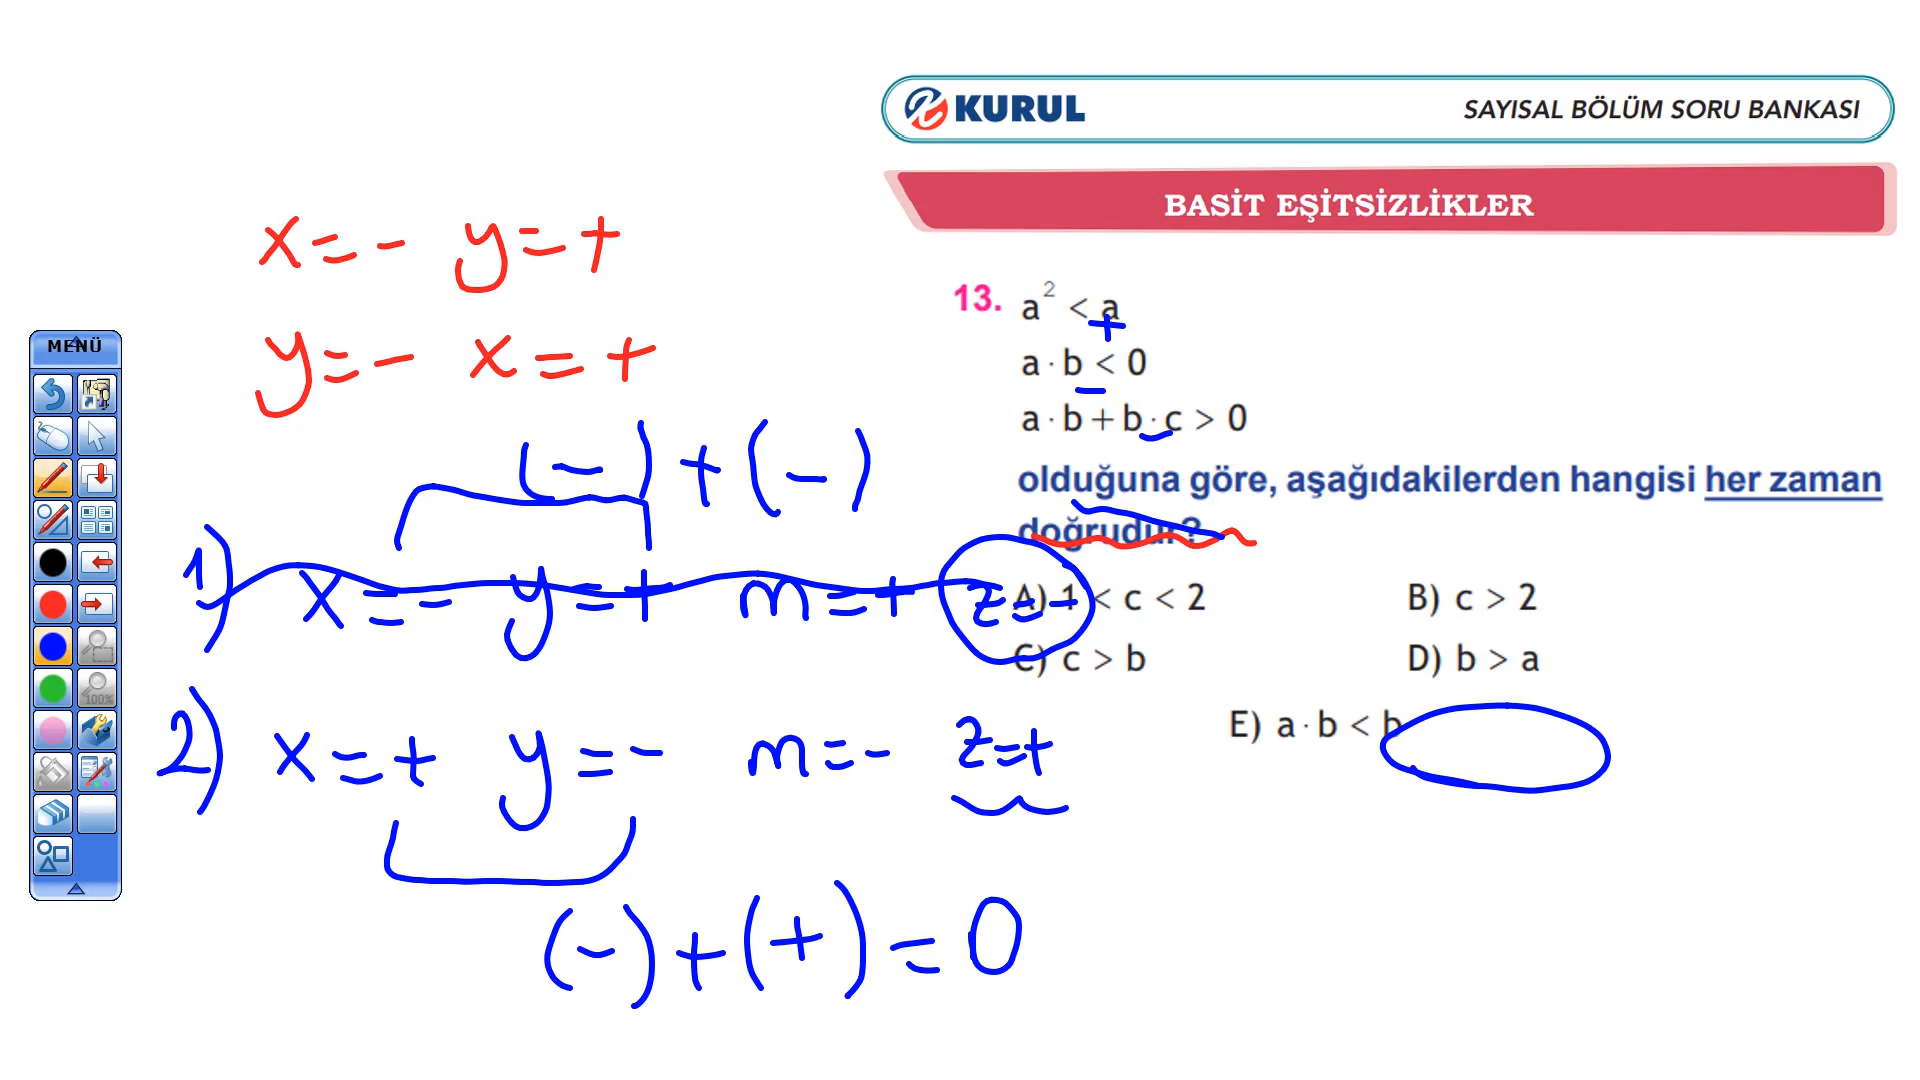 KURUL SAYISAL BÖLÜM SORU BANKASI
BASİT EŞİTSİZLİKLER
x = - y = +
y = - x = +
(-) + (-)
1) x = - y = + m = + z = -
2) x = + y = - m = - z = +
(-) + (+) = 0
MENÜ
100%
13. a² < a
+
a · b < 0
-
a · b + b · c > 0
-
olduğuna göre, aşağıdakilerden hangisi her zaman
doğrudur?
A) 1 < c < 2 B) c > 2
C) c > b D) b > a
E) a · b < b